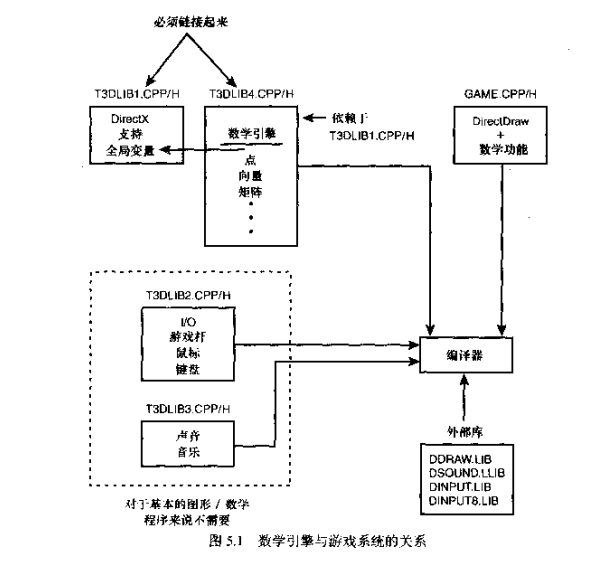 必须链接起来
T3DLIB1.CPP/H
DirectX
支持
全局变量
T3DLIB4.CPP/H
数学引擎
点
向量
矩阵
依赖于
T3DLIB1.CPP/H
GAME.CPP/H
DirectDraw
+
数学功能
T3DLIB2.CPP/H
I/O
游戏杆
鼠标
键盘
T3DLIB3.CPP/H
声音
音乐
对于基本的图形 / 数学
程序来说不需要
编译器
外部库
DDRAW.LIB
DSOUND.LLIB
DINPUT.LIB
DINPUT8.LIB
图 5.1 数学引擎与游戏系统的关系